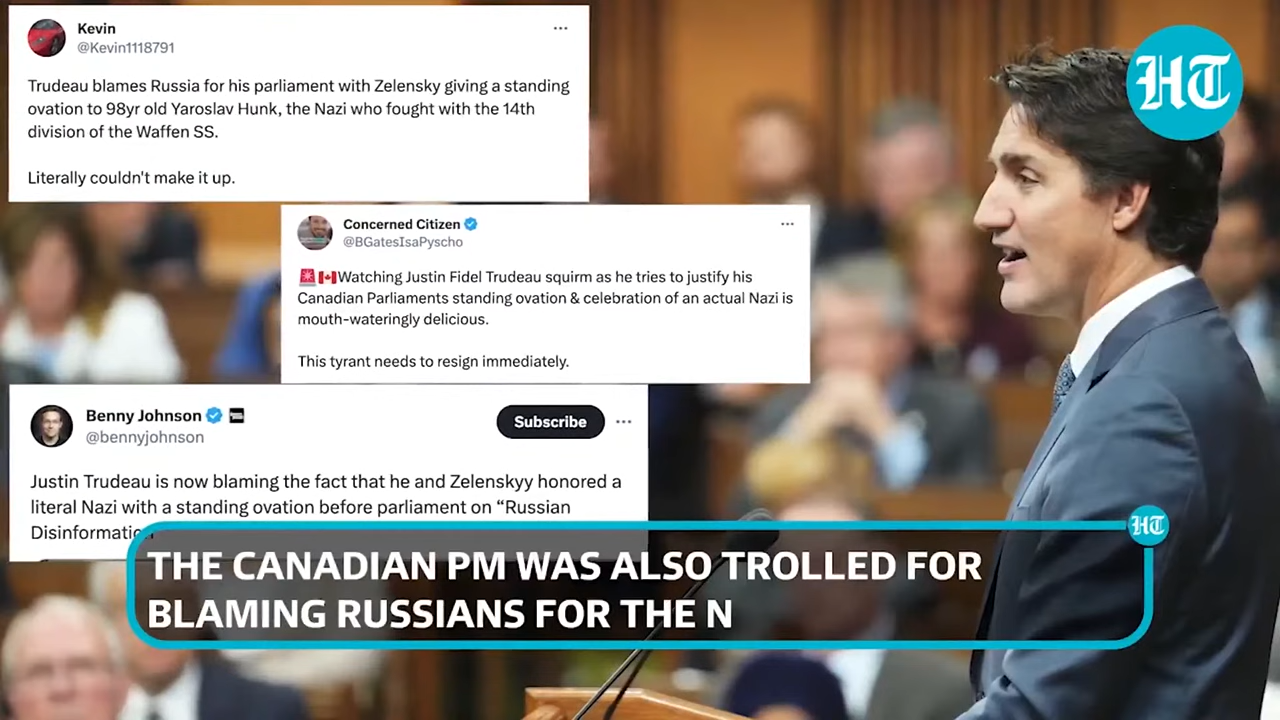 Kevin
@Kevin1118791
Trudeau blames Russia for his parliament with Zelensky giving a standing
ovation to 98yr old Yaroslav Hunk, the Nazi who fought with the 14th
division of the Waffen SS.
Literally couldn't make it up.
HT
Concerned Citizen
@BGatesIsaPyscho
🚨🇨🇦Watching Justin Fidel Trudeau squirm as he tries to justify his
Canadian Parliaments standing ovation & celebration of an actual Nazi is
mouth-wateringly delicious.
This tyrant needs to resign immediately.
Benny Johnson
@bennyjohnson
Subscribe
Justin Trudeau is now blaming the fact that he and Zelenskyy honored a
literal Nazi with a standing ovation before parliament on “Russian
Disinformation
HT
THE CANADIAN PM WAS ALSO TROLLED FOR
BLAMING RUSSIANS FOR THE N